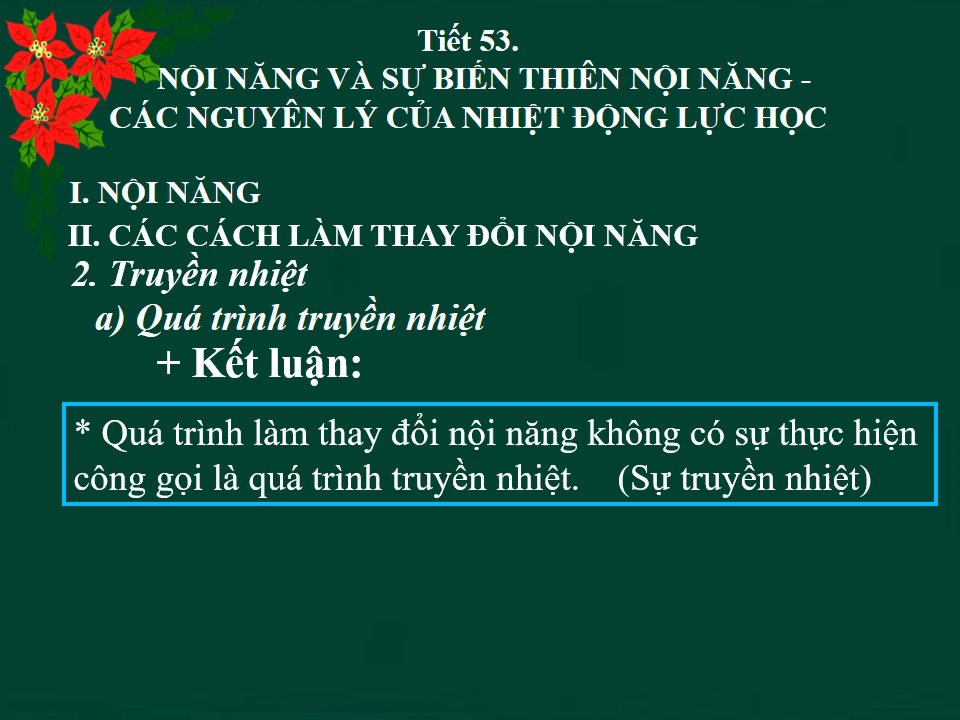 Tiết 53.
NỘI NĂNG VÀ SỰ BIẾN THIÊN NỘI NĂNG -
CÁC NGUYÊN LÝ CỦA NHIỆT ĐỘNG LỰC HỌC
I. NỘI NĂNG
II. CÁC CÁCH LÀM THAY ĐỔI NỘI NĂNG
2. Truyền nhiệt
a) Quá trình truyền nhiệt
+ Kết luận:
* Quá trình làm thay đổi nội năng không có sự thực hiện
công gọi là quá trình truyền nhiệt. (Sự truyền nhiệt)